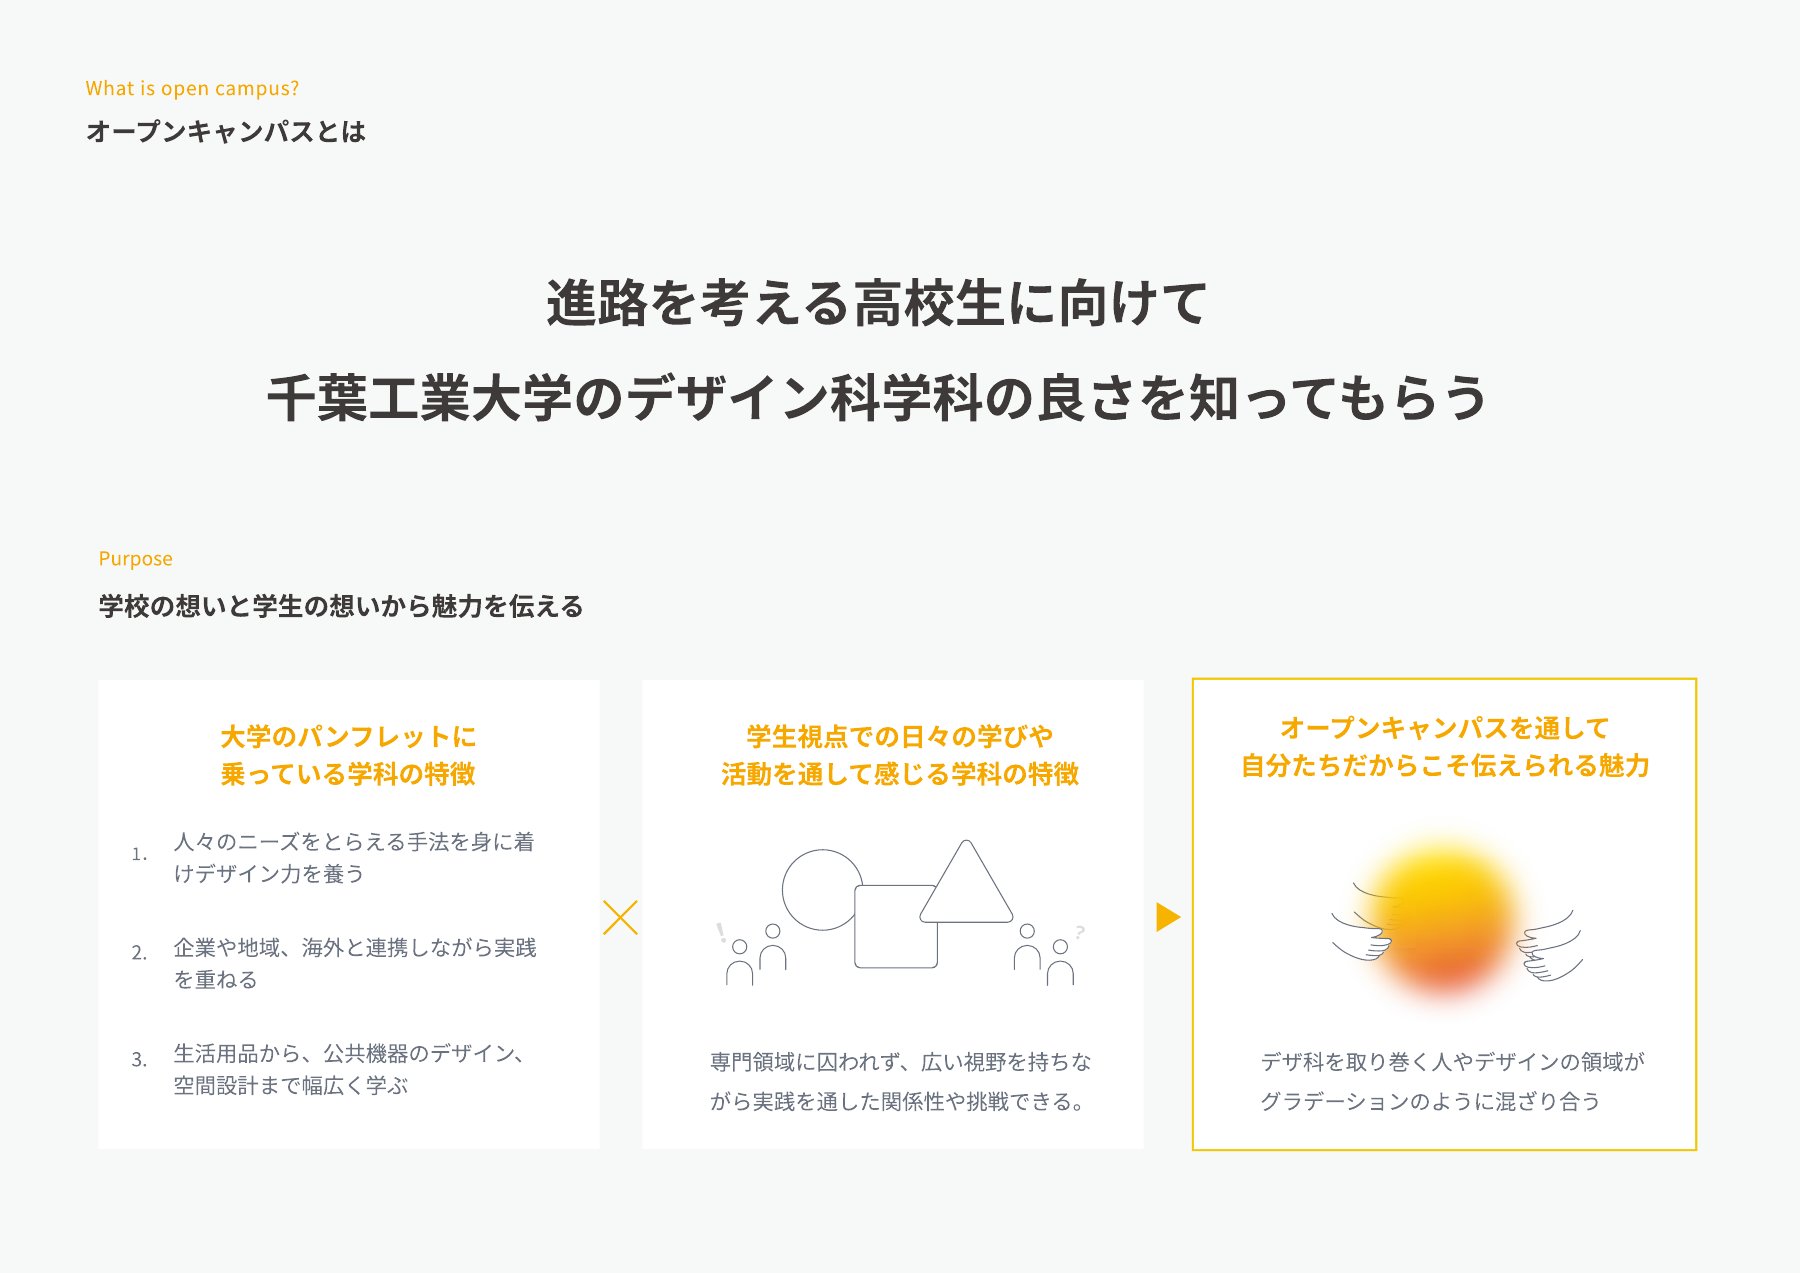 What is open campus?
オープンキャンパスとは
進路を考える高校生に向けて
千葉工業大学のデザイン科学科の良さを知ってもらう
Purpose
学校の想いと学生の想いから魅力を伝える
大学のパンフレットに
乗っている学科の特徴
1. 人々のニーズをとらえる手法を身に着
けデザイン力を養う
2. 企業や地域、海外と連携しながら実践
を重ねる
3. 生活用品から、公共機器のデザイン、
空間設計まで幅広く学ぶ
学生視点での日々の学びや
活動を通して感じる学科の特徴
!
?
専門領域に囚われず、広い視野を持ちな
がら実践を通した関係性や挑戦できる。
オープンキャンパスを通して
自分たちだからこそ伝えられる魅力
デザ科を取り巻く人やデザインの領域が
グラデーションのように混ざり合う